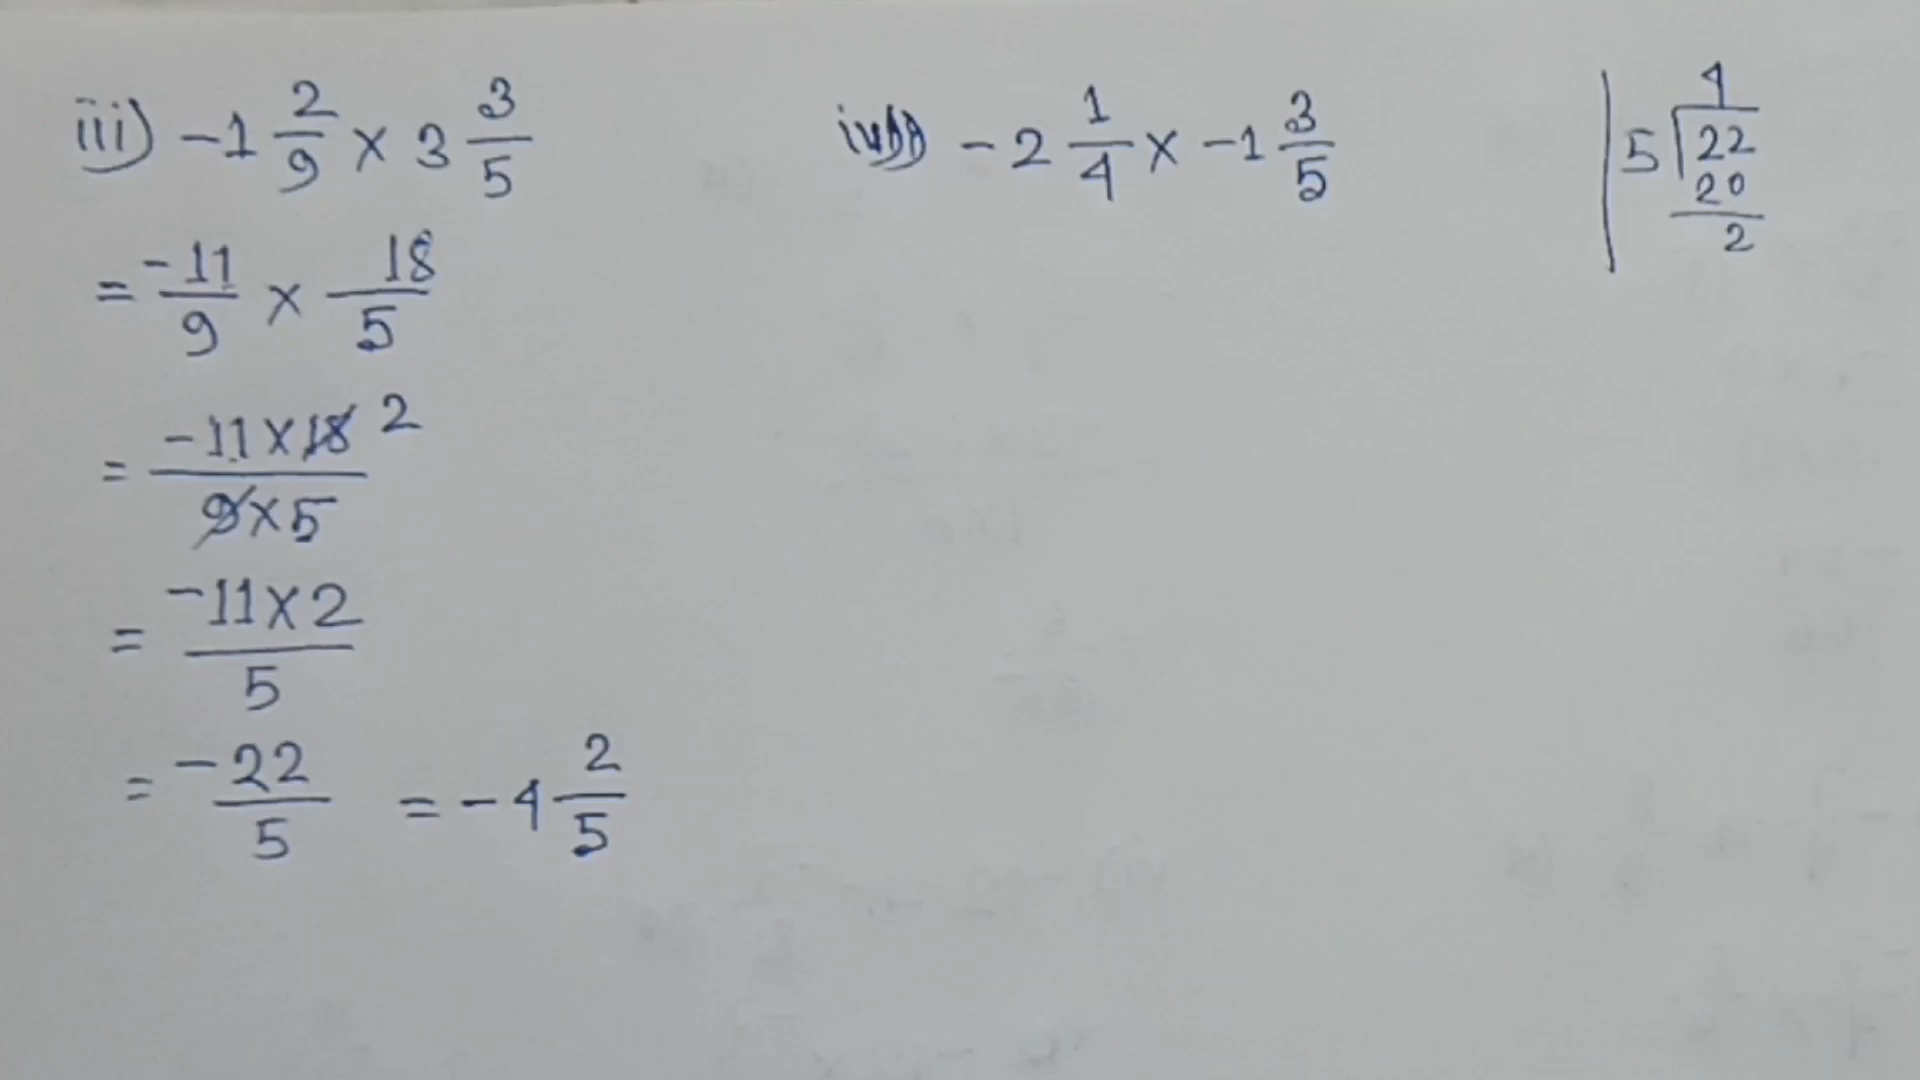 iii) -1 2/9 × 3 3/5
= -11/9 × 18/5
= -11×18 2/9×5
= -11×2/5
= -22/5 = -4 2/5
iv) -2 1/4 × -1 3/5
4
5 22
20
2